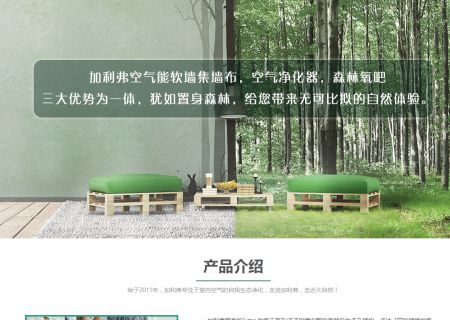 加利弗空气能软墙集墙布，空气净化器，森林氧吧
三大优势为一体，犹如置身森林，给您带来无可比拟的自然体验。
产品介绍
始于2011年，加利弗专注于室内空气的自我生态净化，走进加利弗，走近大自然！